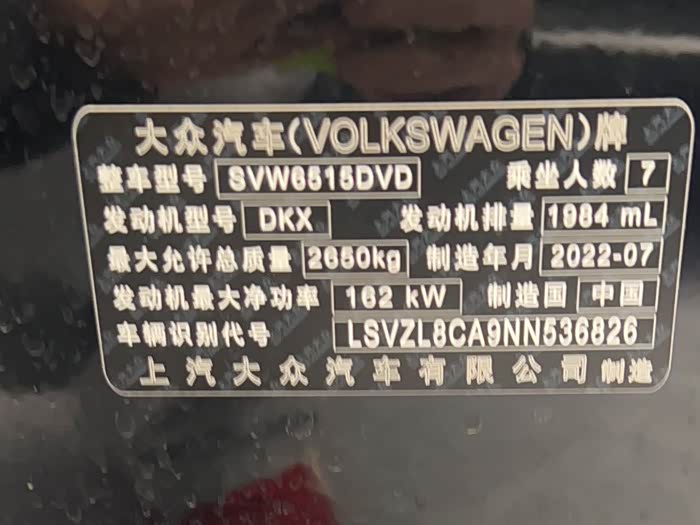 大众汽车(VOLKSWAGEN)牌
整车型号 SVW6515DVD 乘坐人数 7
发动机型号 DKX 发动机排量 1984 mL
最大允许总质量 2650kg 制造年月 2022-07
发动机最大净功率 162 kW 制造国 中国
车辆识别代号 LSVZL8CA9NN536826
上汽大众汽车有限公司 制造